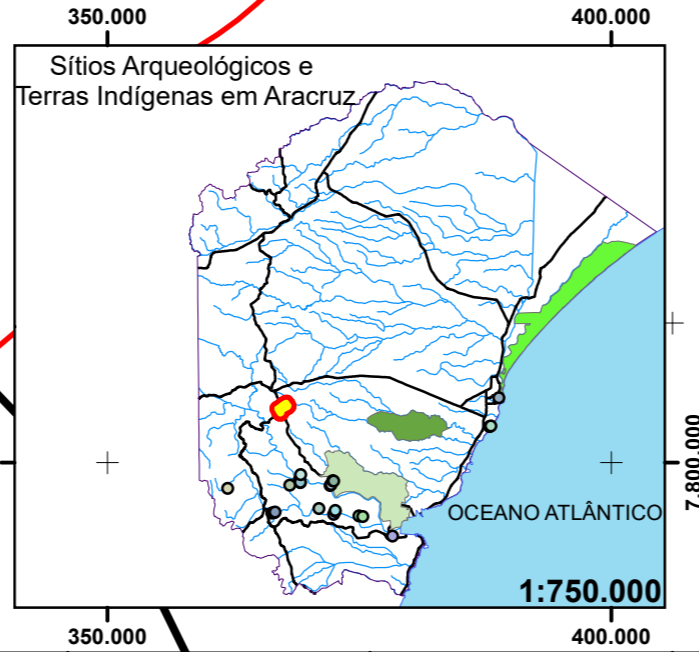 350.000
400.000
Sítios Arqueológicos e
Terras Indígenas em Aracruz
7.800.000
OCEANO ATLÂNTICO
1:750.000
350.000
400.000